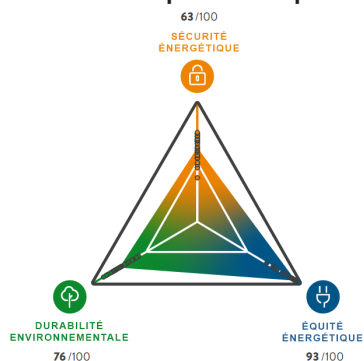 63/100
SÉCURITÉ
ÉNERGÉTIQUE
DURABILITÉ
ENVIRONNEMENTALE
76/100
ÉQUITÉ
ÉNERGÉTIQUE
93/100